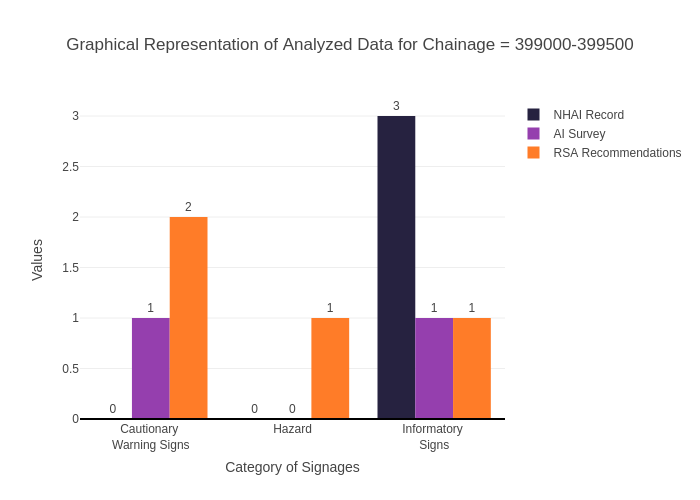 Graphical Representation of Analyzed Data for Chainage = 399000-399500
NHAI Record
AI Survey
RSA Recommendations
Values
3
2.5
2
1.5
1
0.5
0
0
1
2
0
0
1
3
1
1
Cautionary
Warning Signs
Hazard
Informatory
Signs
Category of Signages